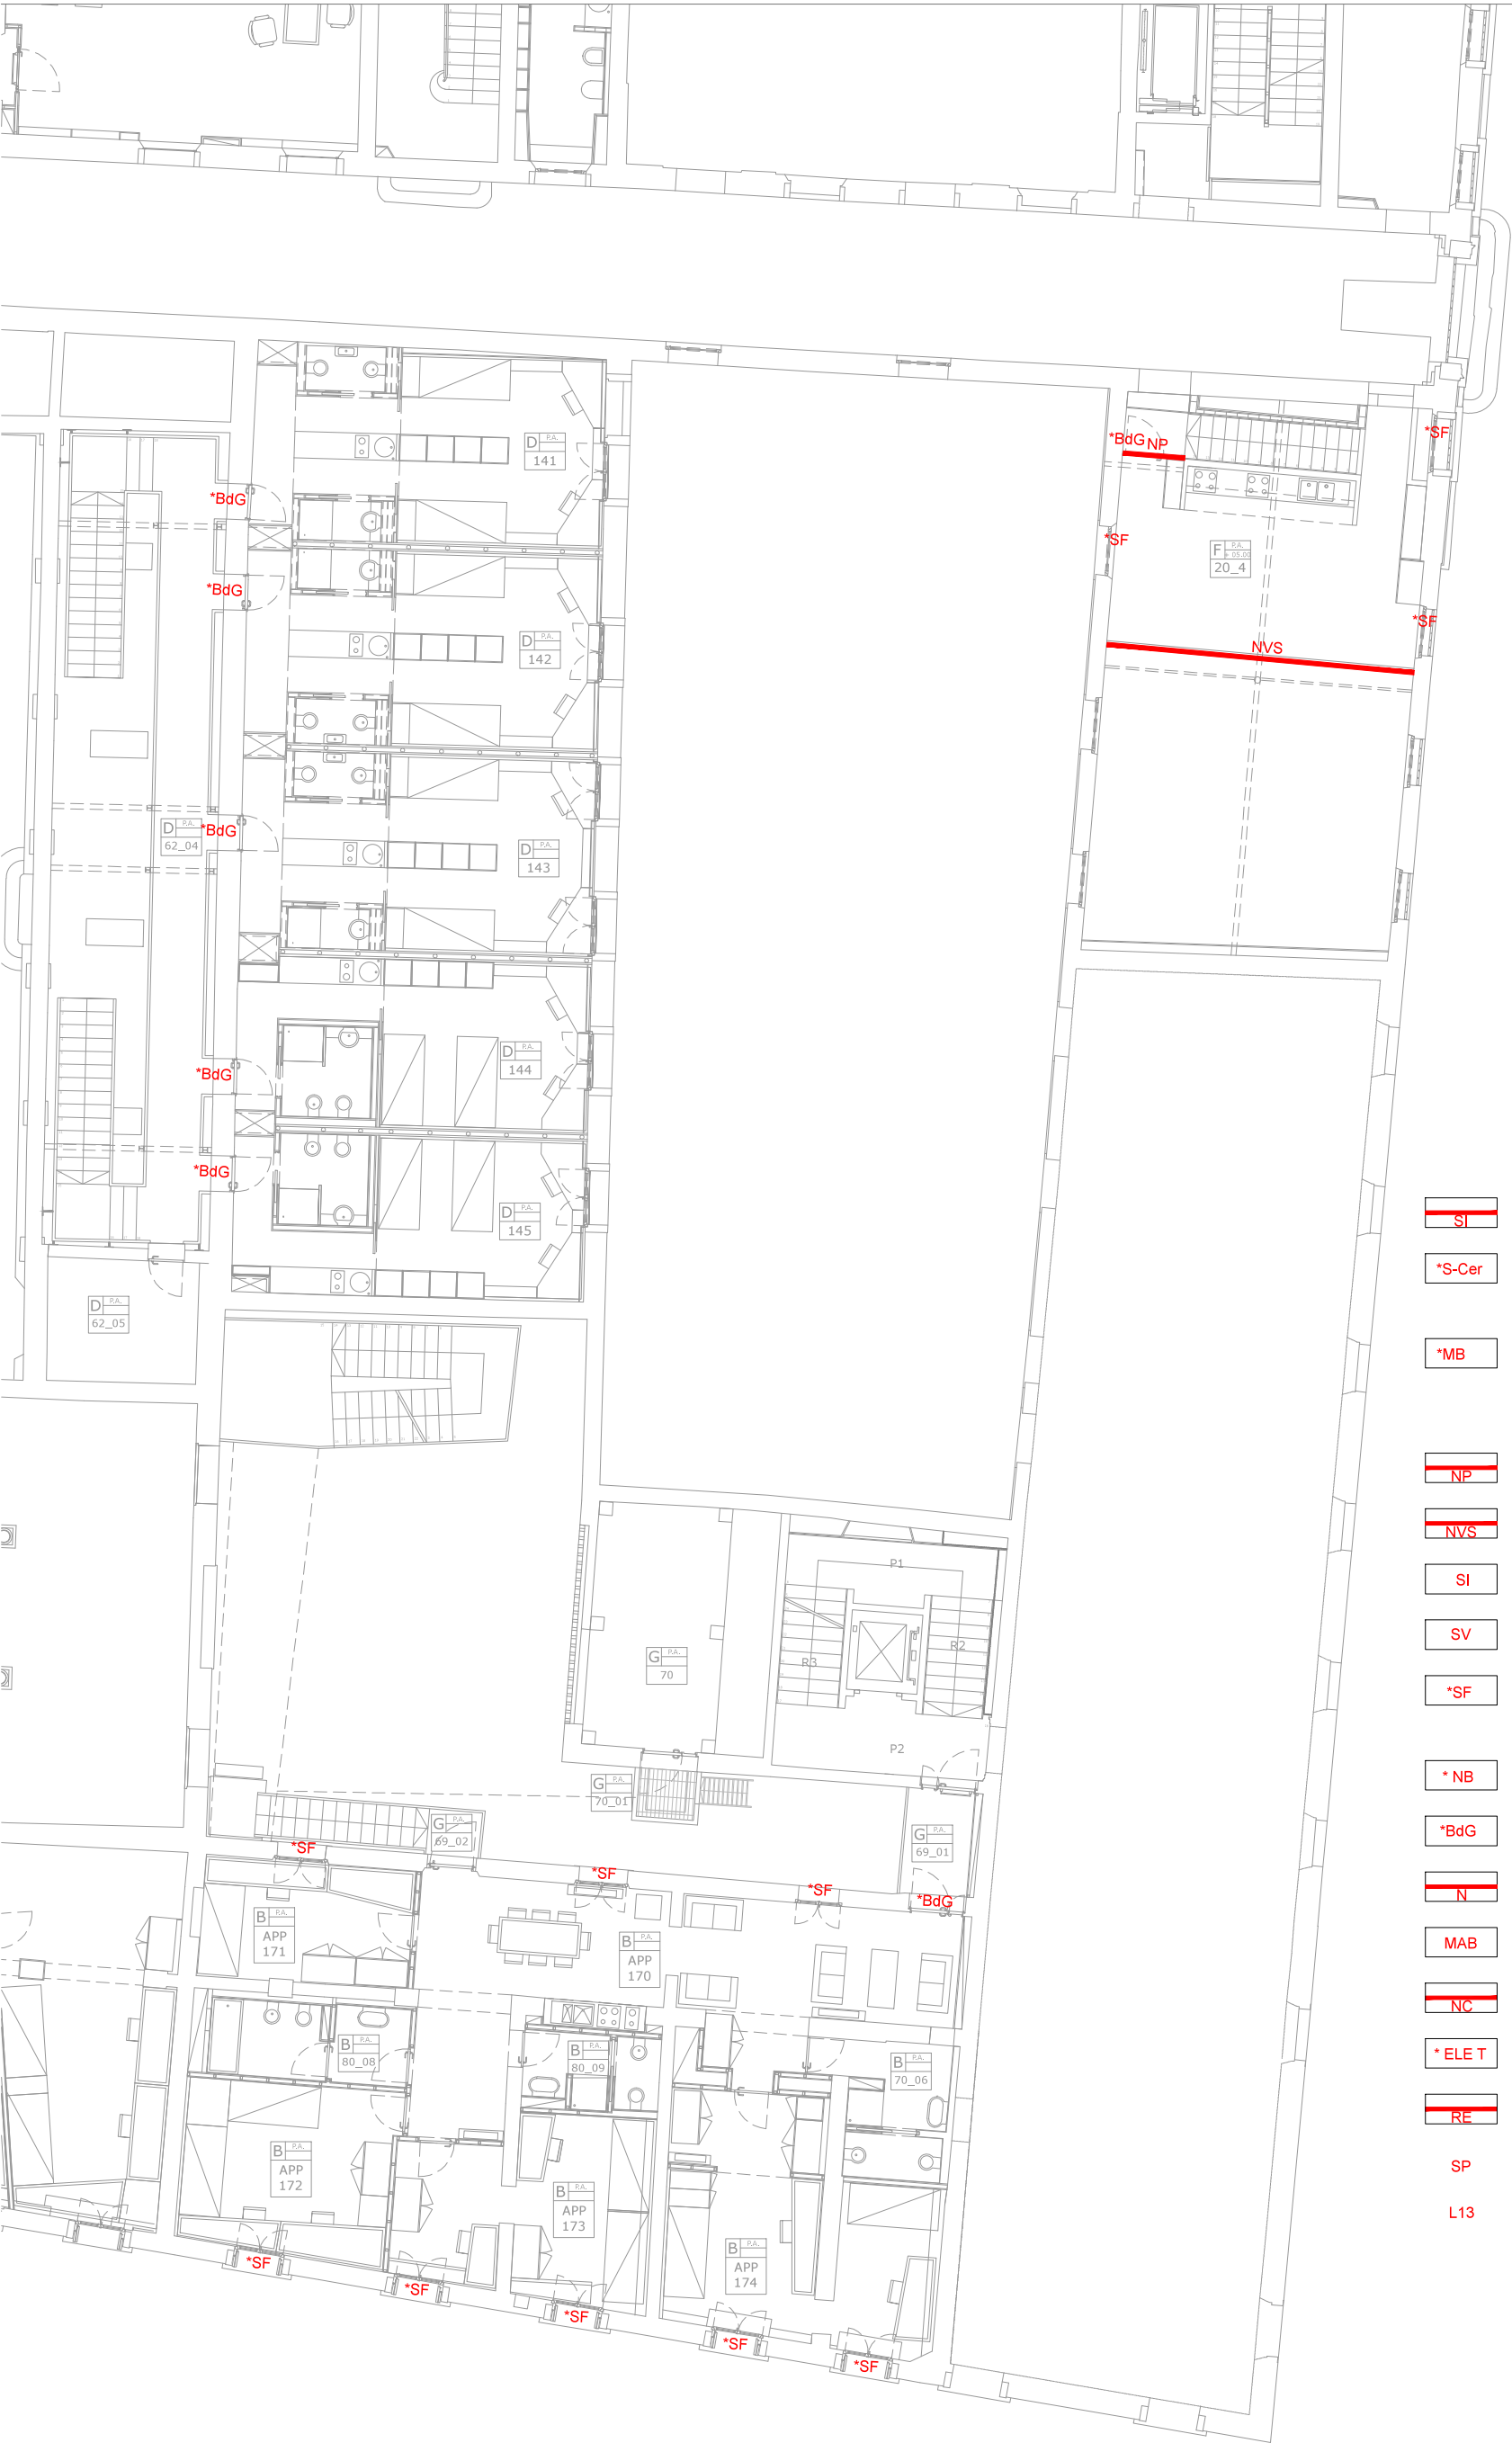 *BdG NP
*SF
D P.A.
141
*BdG
*SF
F P.A.
+ 05.00
20_4
*BdG
*SF
D P.A.
142
NVS
D P.A.
62_04
*BdG
D P.A.
143
D P.A.
144
*BdG
*BdG
D P.A.
145
SI
*S-Cer
D P.A.
62_05
*MB
NP
NVS
P1
SI
R2
R3
G P.A.
70
SV
*SF
P2
* NB
G P.A.
70_01
G P.A.
69_02
G P.A.
69_01
*BdG
*SF
*SF
*SF
*BdG
N
B P.A.
APP
171
B P.A.
APP
170
MAB
NC
B P.A.
80_08
B P.A.
80_09
B P.A.
70_06
* ELE T
RE
B P.A.
APP
172
B P.A.
APP
173
SP
L13
B P.A.
APP
174
*SF
*SF
*SF
*SF
*SF